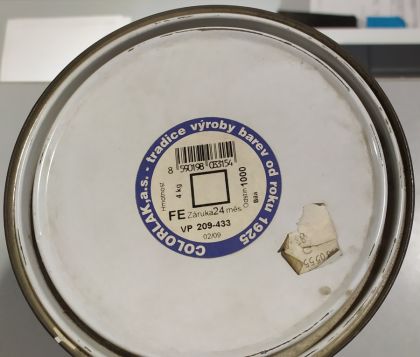 COLORLAK,a.s. - tradice výroby barev od roku 1925
8 590198 053154
Hmotnost
4 kg
Odstín 1000
Bílá
FE Záruka 24 měs
VP 209-433
02/09